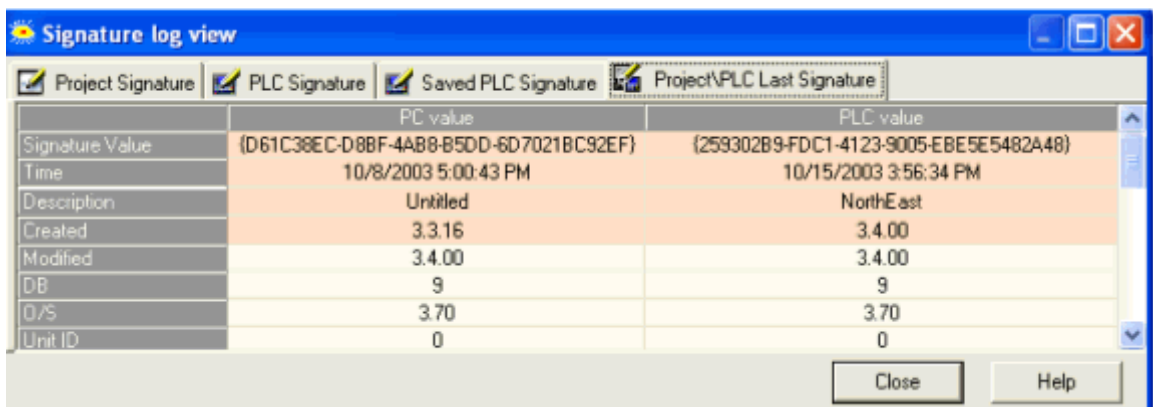 Signature log view
Project Signature PLC Signature Saved PLC Signature Project\PLC Last Signature
PC value PLC value
Signature Value {D61C38EC-D8BF-4AB8-B5DD-6D7021BC92EF} {259302B9-FDC1-4123-9005-EBE5E5482A48}
Time 10/8/2003 5:00:43 PM 10/15/2003 3:56:34 PM
Description Untitled NorthEast
Created 3.3.16 3.4.00
Modified 3.4.00 3.4.00
DB 9 9
O/S 3.70 3.70
Unit ID 0 0
Close Help